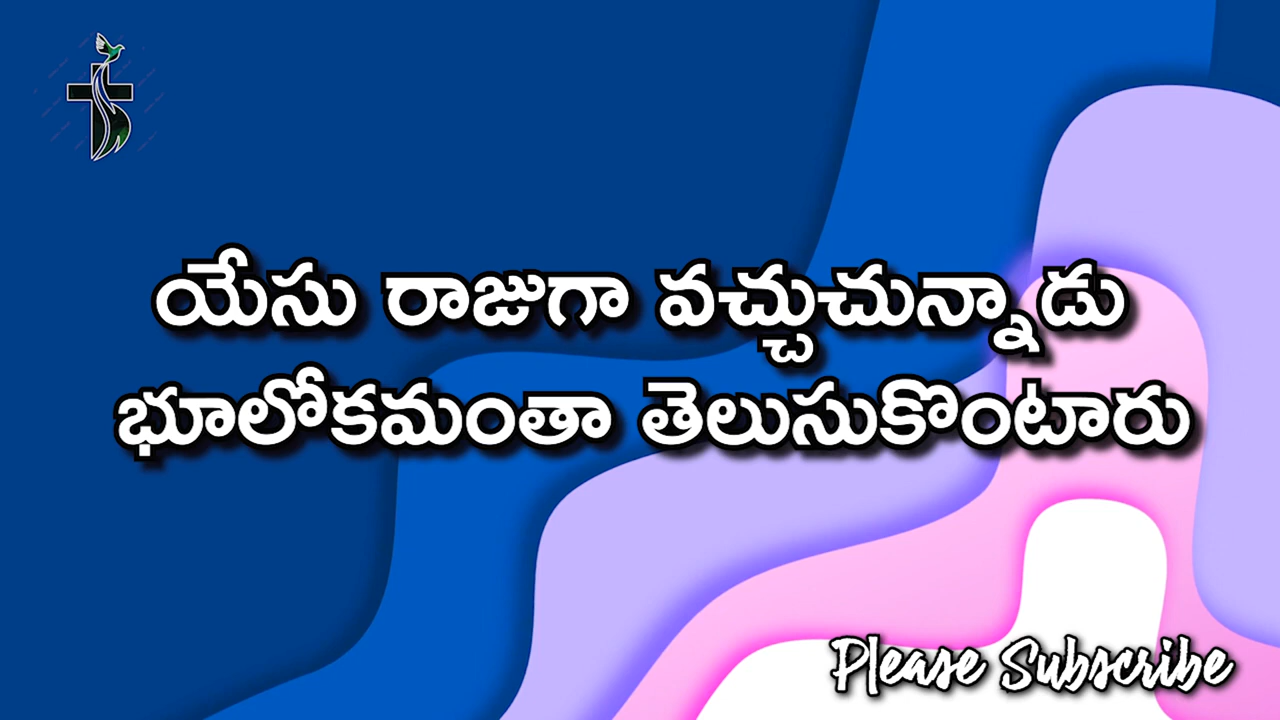 యేసు రాజుగా వచ్చుచున్నాడు
భూలోకమంతా తెలుసుకొంటారు
Please Subscribe